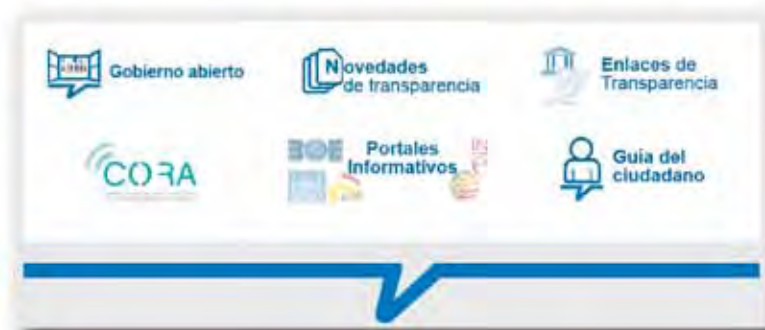 Gobierno abierto
Novedades
de transparencia
Enlaces de
Transparencia
CORA
BOE
Portales
Informativos
Guía del
ciudadano